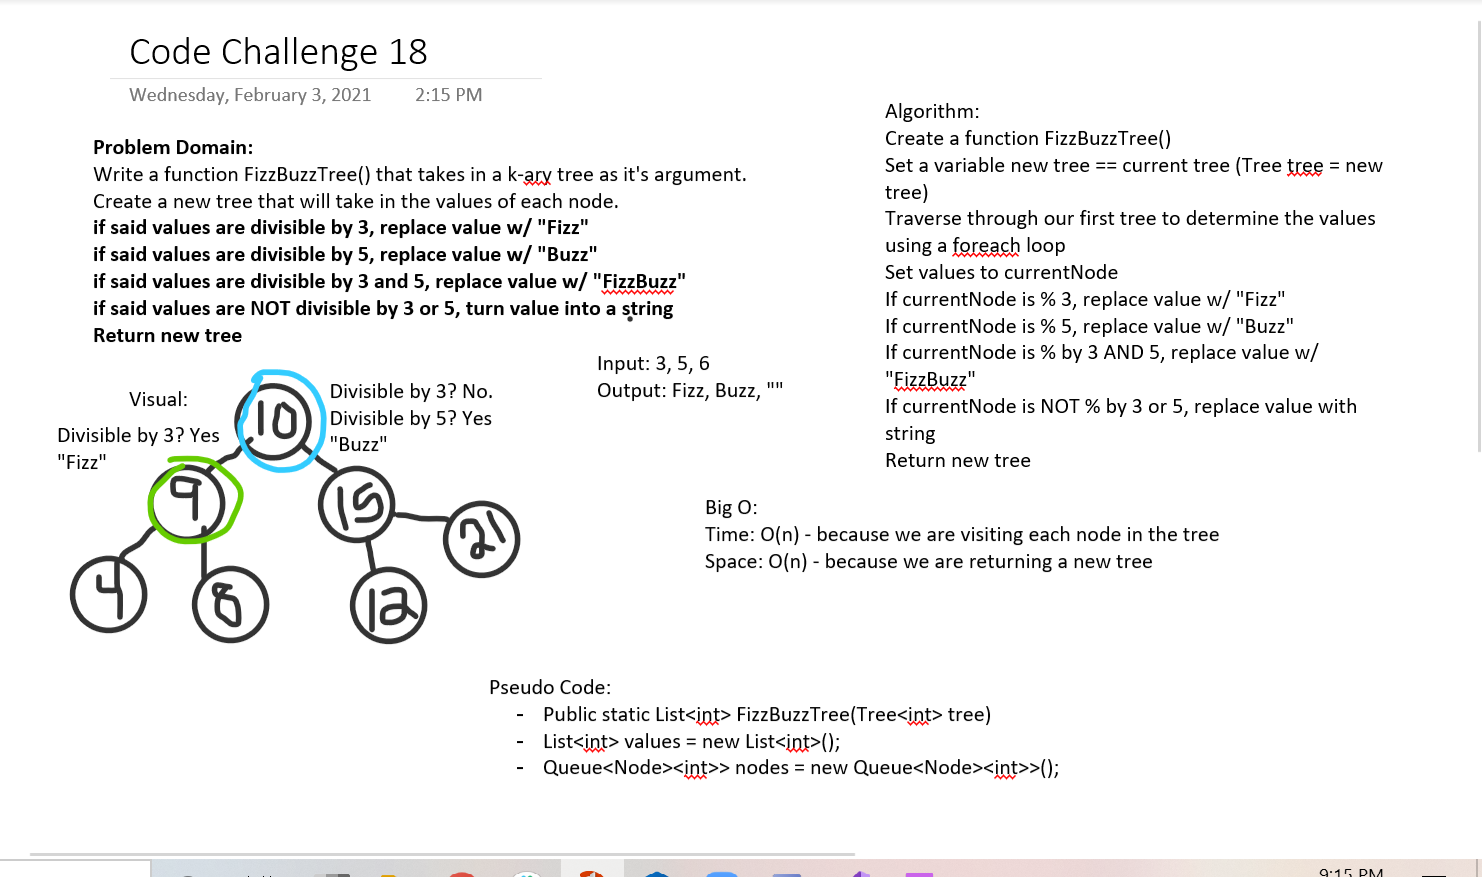 Code Challenge 18
Wednesday, February 3, 2021 2:15 PM
Problem Domain:
Write a function FizzBuzzTree() that takes in a k-ary tree as it's argument.
Create a new tree that will take in the values of each node.
if said values are divisible by 3, replace value w/ "Fizz"
if said values are divisible by 5, replace value w/ "Buzz"
if said values are divisible by 3 and 5, replace value w/ "FizzBuzz"
if said values are NOT divisible by 3 or 5, turn value into a string
Return new tree
Input: 3, 5, 6
Output: Fizz, Buzz, ""
Visual:
Divisible by 3? Yes
"Fizz"
Divisible by 3? No.
Divisible by 5? Yes
"Buzz"
10
9
15
21
4
8
12
Algorithm:
Create a function FizzBuzzTree()
Set a variable new tree == current tree (Tree tree = new
tree)
Traverse through our first tree to determine the values
using a foreach loop
Set values to currentNode
If currentNode is % 3, replace value w/ "Fizz"
If currentNode is % 5, replace value w/ "Buzz"
If currentNode is % by 3 AND 5, replace value w/
"FizzBuzz"
If currentNode is NOT % by 3 or 5, replace value with
string
Return new tree
Big O:
Time: O(n) - because we are visiting each node in the tree
Space: O(n) - because we are returning a new tree
Pseudo Code:
- Public static List<int> FizzBuzzTree(Tree<int> tree)
- List<int> values = new List<int>();
- Queue<Node><int>> nodes = new Queue<Node><int>>();
9:15 PM